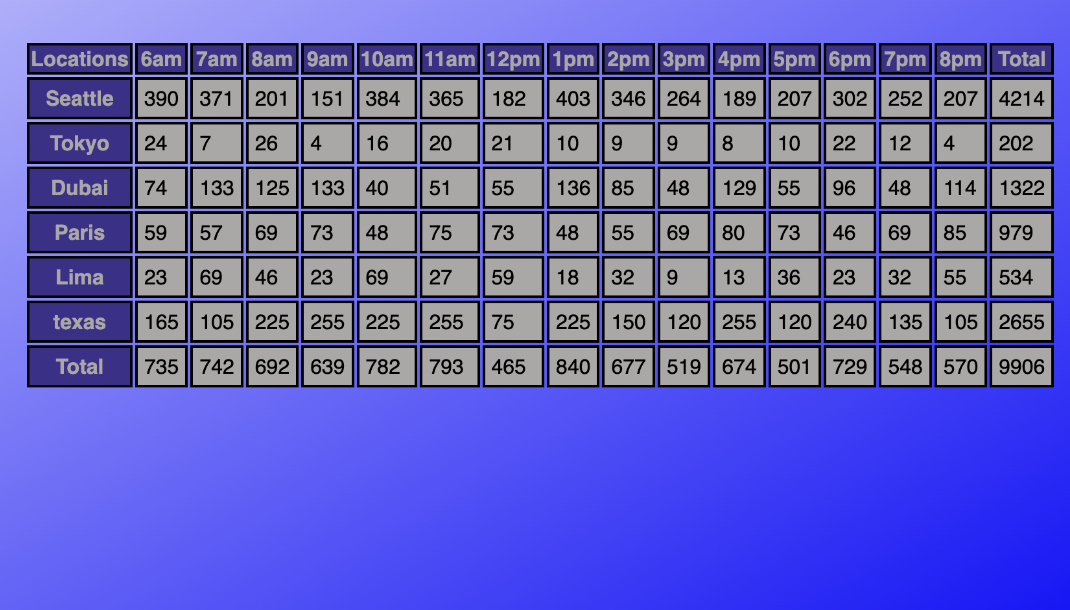 Locations 6am 7am 8am 9am 10am 11am 12pm 1pm 2pm 3pm 4pm 5pm 6pm 7pm 8pm Total
Seattle 390 371 201 151 384 365 182 403 346 264 189 207 302 252 207 4214
Tokyo 24 7 26 4 16 20 21 10 9 9 8 10 22 12 4 202
Dubai 74 133 125 133 40 51 55 136 85 48 129 55 96 48 114 1322
Paris 59 57 69 73 48 75 73 48 55 69 80 73 46 69 85 979
Lima 23 69 46 23 69 27 59 18 32 9 13 36 23 32 55 534
texas 165 105 225 255 225 255 75 225 150 120 255 120 240 135 105 2655
Total 735 742 692 639 782 793 465 840 677 519 674 501 729 548 570 9906